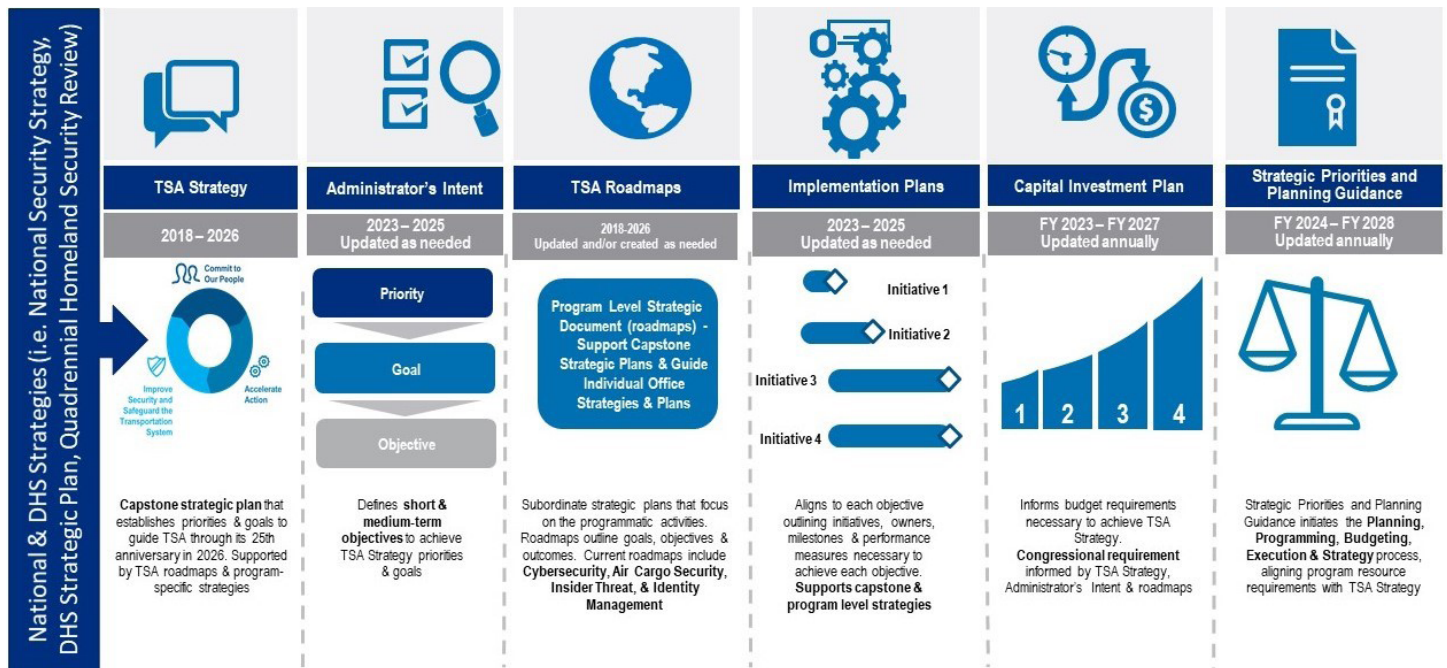 National & DHS Strategies (i.e. National Security Strategy,
DHS Strategic Plan, Quadrennial Homeland Security Review)
TSA Strategy
2018 – 2026
Commit to
Our People
Improve
Security and
Safeguard the
Transportation
System
Accelerate
Action
Capstone strategic plan that
establishes priorities & goals to
guide TSA through its 25th
anniversary in 2026. Supported
by TSA roadmaps & program-
specific strategies
Administrator's Intent
2023 – 2025
Updated as needed
Priority
Goal
Objective
Defines short &
medium-term
objectives to achieve
TSA Strategy priorities
& goals
TSA Roadmaps
2018-2026
Updated and/or created as needed
Program Level Strategic
Document (roadmaps) -
Support Capstone
Strategic Plans & Guide
Individual Office
Strategies & Plans
Subordinate strategic plans that focus
on the programmatic activities.
Roadmaps outline goals, objectives &
outcomes. Current roadmaps include
Cybersecurity, Air Cargo Security,
Insider Threat, & Identity
Management
Implementation Plans
2023 – 2025
Updated as needed
Initiative 1
Initiative 2
Initiative 3
Initiative 4
Aligns to each objective
outlining initiatives, owners,
milestones & performance
measures necessary to
achieve each objective.
Supports capstone &
program level strategies
Capital Investment Plan
FY 2023 – FY 2027
Updated annually
$
1 2 3 4
Informs budget requirements
necessary to achieve TSA
Strategy.
Congressional requirement
informed by TSA Strategy,
Administrator's Intent & roadmaps
Strategic Priorities and
Planning Guidance
FY 2024 – FY 2028
Updated annually
Strategic Priorities and Planning
Guidance initiates the Planning,
Programming, Budgeting,
Execution & Strategy process,
aligning program resource
requirements with TSA Strategy